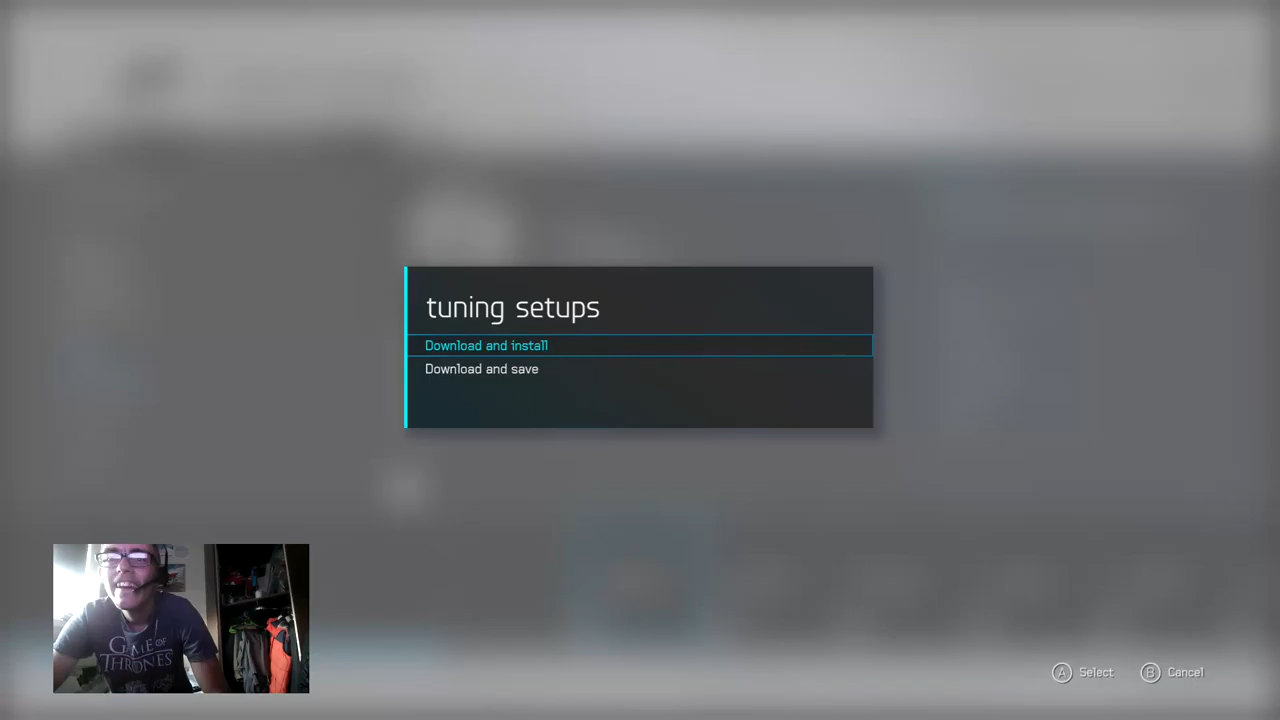 tuning setups
Download and install
Download and save
GAME OF
THRONES
A Select
B Cancel